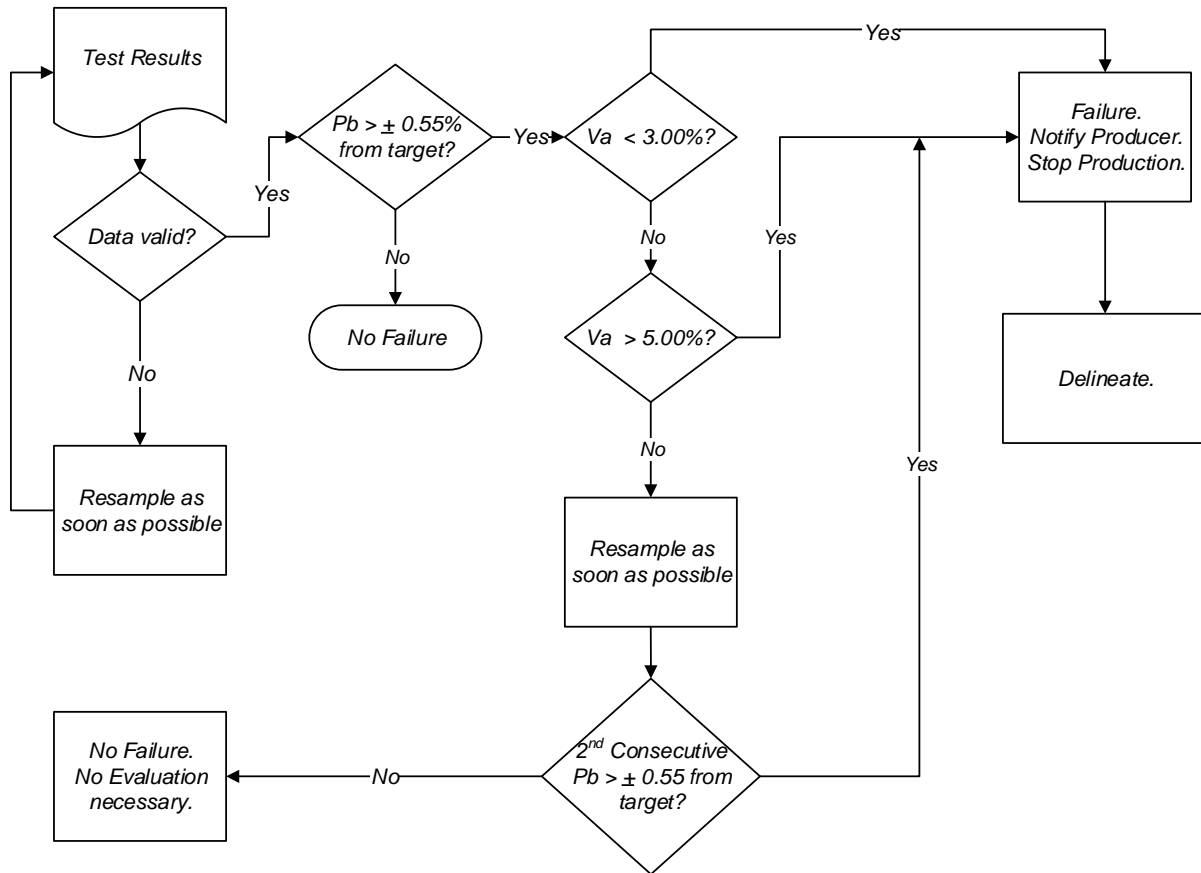 Test Results
Data valid?
Yes
No
Resample as
soon as possible
Pb > ± 0.55%
from target?
Yes
No
No Failure
Va < 3.00%?
Yes
No
Va > 5.00%?
Yes
No
Resample as
soon as possible
2nd Consecutive
Pb > ± 0.55 from
target?
Yes
No
No Failure.
No Evaluation
necessary.
Failure.
Notify Producer.
Stop Production.
Delineate.